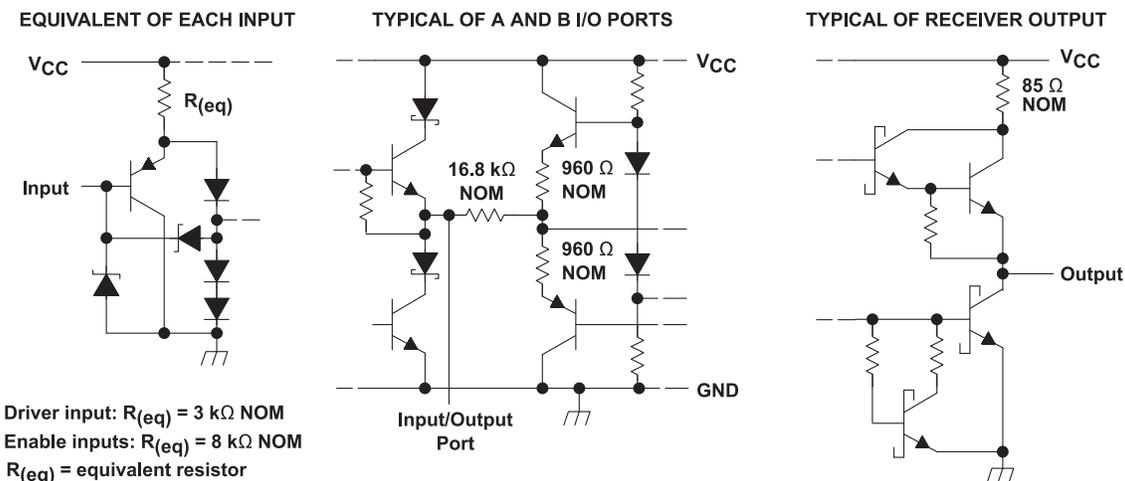 EQUIVALENT OF EACH INPUT
VCC
R(eq)
Input
Driver input: R(eq) = 3 kΩ NOM
Enable inputs: R(eq) = 8 kΩ NOM
R(eq) = equivalent resistor
TYPICAL OF A AND B I/O PORTS
VCC
16.8 kΩ
NOM
960 Ω
NOM
960 Ω
NOM
GND
Input/Output
Port
TYPICAL OF RECEIVER OUTPUT
VCC
85 Ω
NOM
Output